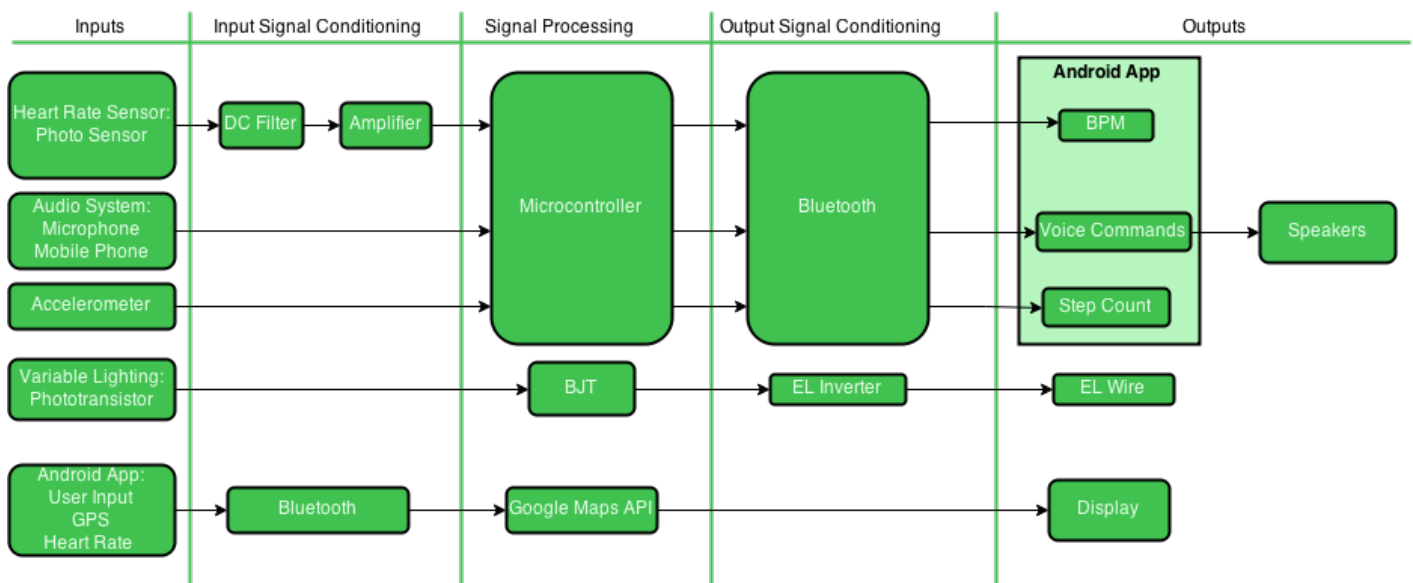 Inputs
Input Signal Conditioning
Signal Processing
Output Signal Conditioning
Outputs
Android App
Heart Rate Sensor:
Photo Sensor
DC Filter
Amplifier
Microcontroller
Bluetooth
BPM
Audio System:
Microphone
Mobile Phone
Voice Commands
Speakers
Accelerometer
Step Count
Variable Lighting:
Phototransistor
BJT
EL Inverter
EL Wire
Android App:
User Input
GPS
Heart Rate
Bluetooth
Google Maps API
Display